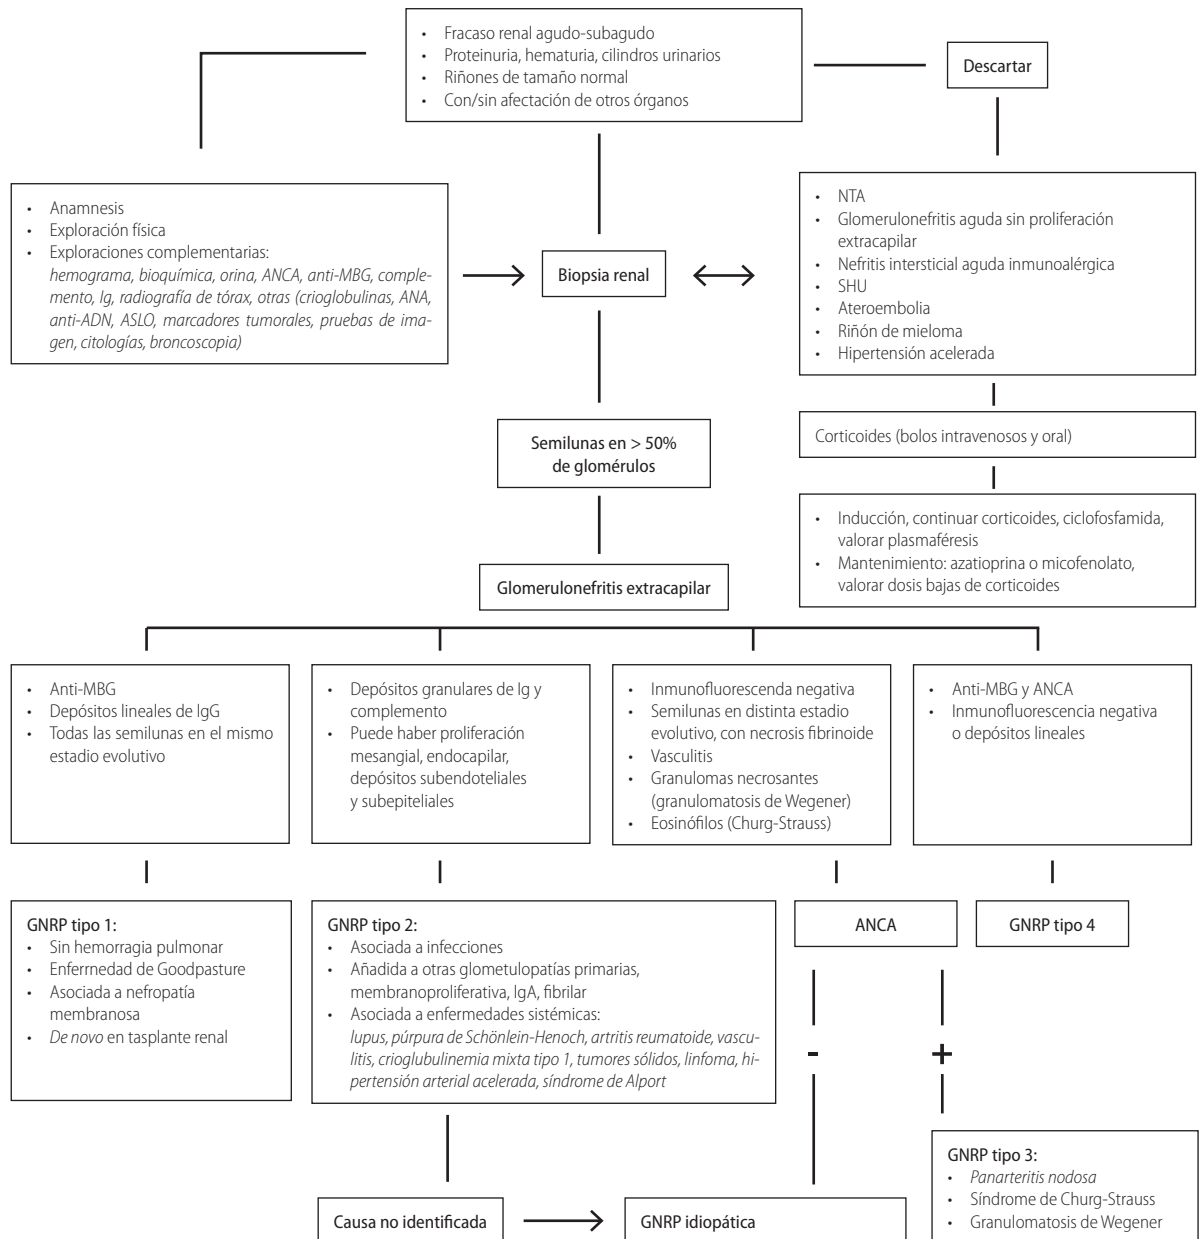 • Fracaso renal agudo-subagudo
• Proteinuria, hematuria, cilindros urinarios
• Riñones de tamaño normal
• Con/sin afectación de otros órganos
Descartar
• Anamnesis
• Exploración física
• Exploraciones complementarias:
hemograma, bioquímica, orina, ANCA, anti-MBG, comple-
mento, Ig, radiografía de tórax, otras (crioglobulinas, ANA,
anti-ADN, ASLO, marcadores tumorales, pruebas de ima-
gen, citologías, broncoscopia)
Biopsia renal
• NTA
• Glomerulonefritis aguda sin proliferación
extracapilar
• Nefritis intersticial aguda inmunoalérgica
• SHU
• Ateroembolia
• Riñón de mieloma
• Hipertensión acelerada
Semilunas en > 50%
de glomérulos
Corticoides (bolos intravenosos y oral)
• Inducción, continuar corticoides, ciclofosfamida,
valorar plasmaféresis
• Mantenimiento: azatioprina o micofenolato,
valorar dosis bajas de corticoides
Glomerulonefritis extracapilar
• Anti-MBG
• Depósitos lineales de IgG
• Todas las semilunas en el mismo
estadio evolutivo
• Depósitos granulares de Ig y
complemento
• Puede haber proliferación
mesangial, endocapilar,
depósitos subendoteliales
y subepiteliales
• Inmunofluorescenda negativa
• Semilunas en distinta estadio
evolutivo, con necrosis fibrinoide
• Vasculitis
• Granulomas necrosantes
(granulomatosis de Wegener)
• Eosinófilos (Churg-Strauss)
• Anti-MBG y ANCA
• Inmunofluorescencia negativa
o depósitos lineales
GNRP tipo 1:
• Sin hemorragia pulmonar
• Enferrnedad de Goodpasture
• Asociada a nefropatía
membranosa
• De novo en tasplante renal
GNRP tipo 2:
• Asociada a infecciones
• Añadida a otras glometulopatías primarias,
membranoproliferativa, IgA, fibrilar
• Asociada a enfermedades sistémicas:
lupus, púrpura de Schönlein-Henoch, artritis reumatoide, vascu-
litis, crioglubulinemia mixta tipo 1, tumores sólidos, linfoma, hi-
pertensión arterial acelerada, síndrome de Alport
ANCA
GNRP tipo 4
-
+
Causa no identificada
GNRP idiopática
GNRP tipo 3:
• Panarteritis nodosa
• Síndrome de Churg-Strauss
• Granulomatosis de Wegener